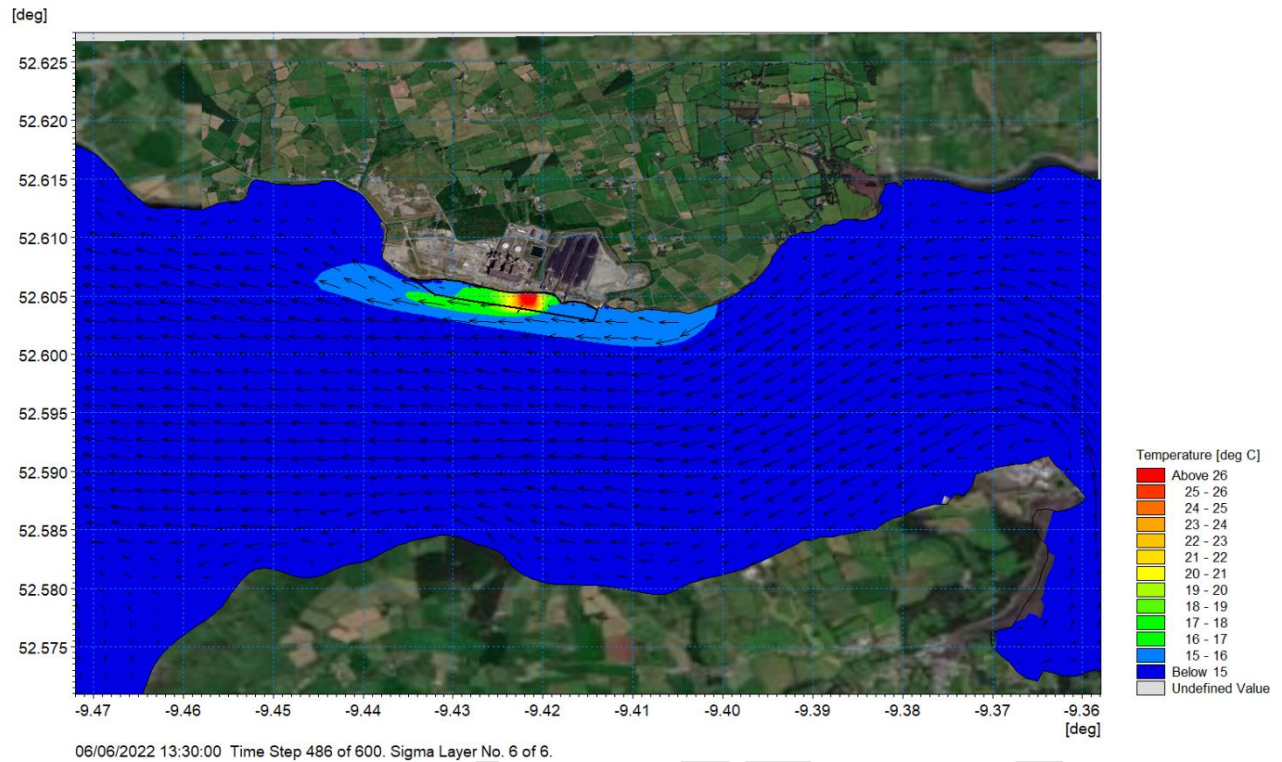 [deg]
52.625
52.620
52.615
52.610
52.605
52.600
52.595
52.590
52.585
52.580
52.575
-9.47 -9.46 -9.45 -9.44 -9.43 -9.42 -9.41 -9.40 -9.39 -9.38 -9.37 -9.36
[deg]
Temperature [deg C]
Above 26
25 - 26
24 - 25
23 - 24
22 - 23
21 - 22
20 - 21
19 - 20
18 - 19
17 - 18
16 - 17
15 - 16
Below 15
Undefined Value
06/06/2022 13:30:00 Time Step 486 of 600. Sigma Layer No. 6 of 6.